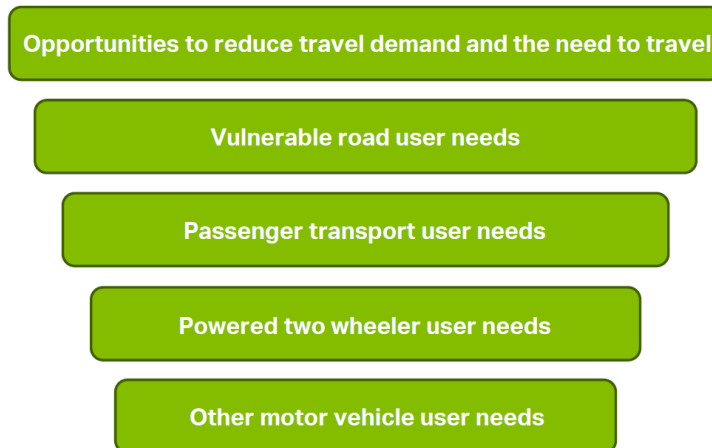 Opportunities to reduce travel demand and the need to travel
Vulnerable road user needs
Passenger transport user needs
Powered two wheeler user needs
Other motor vehicle user needs